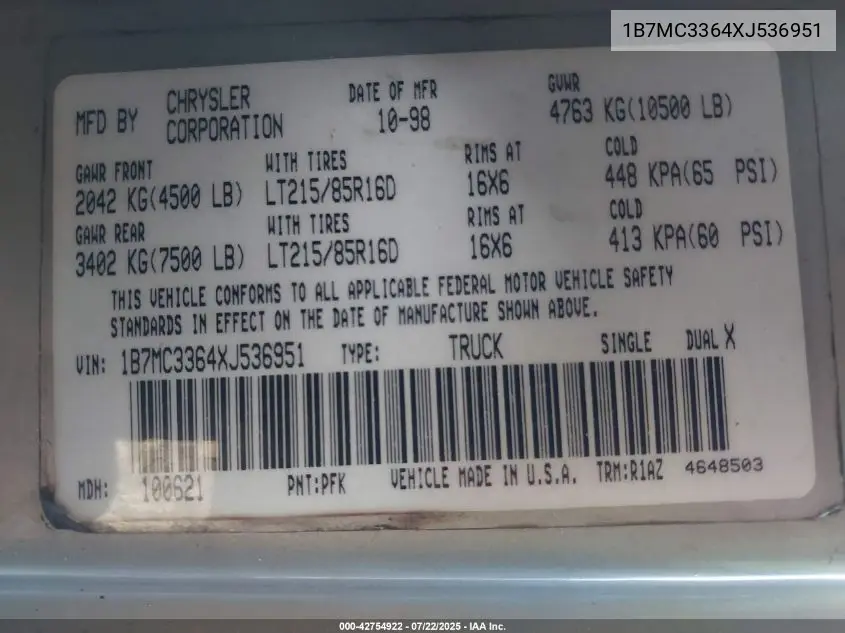 1B7MC3364XJ536951
MFD BY CHRYSLER CORPORATION
DATE OF MFR 10-98
GVWR 4763 KG(10500 LB)
GAWR FRONT WITH TIRES RIMS AT COLD
2042 KG(4500 LB) LT215/85R16D 16X6 448 KPA(65 PSI)
GAWR REAR WITH TIRES RIMS AT COLD
3402 KG(7500 LB) LT215/85R16D 16X6 413 KPA(60 PSI)
THIS VEHICLE CONFORMS TO ALL APPLICABLE FEDERAL MOTOR VEHICLE SAFETY
STANDARDS IN EFFECT ON THE DATE OF MANUFACTURE SHOWN ABOVE.
VIN: 1B7MC3364XJ536951 TYPE: TRUCK SINGLE DUAL X
MDH: 100621 PNT:PFK VEHICLE MADE IN U.S.A. TRM:R1AZ 4648503
000-42754922 - 07/22/2025 - IAA Inc.